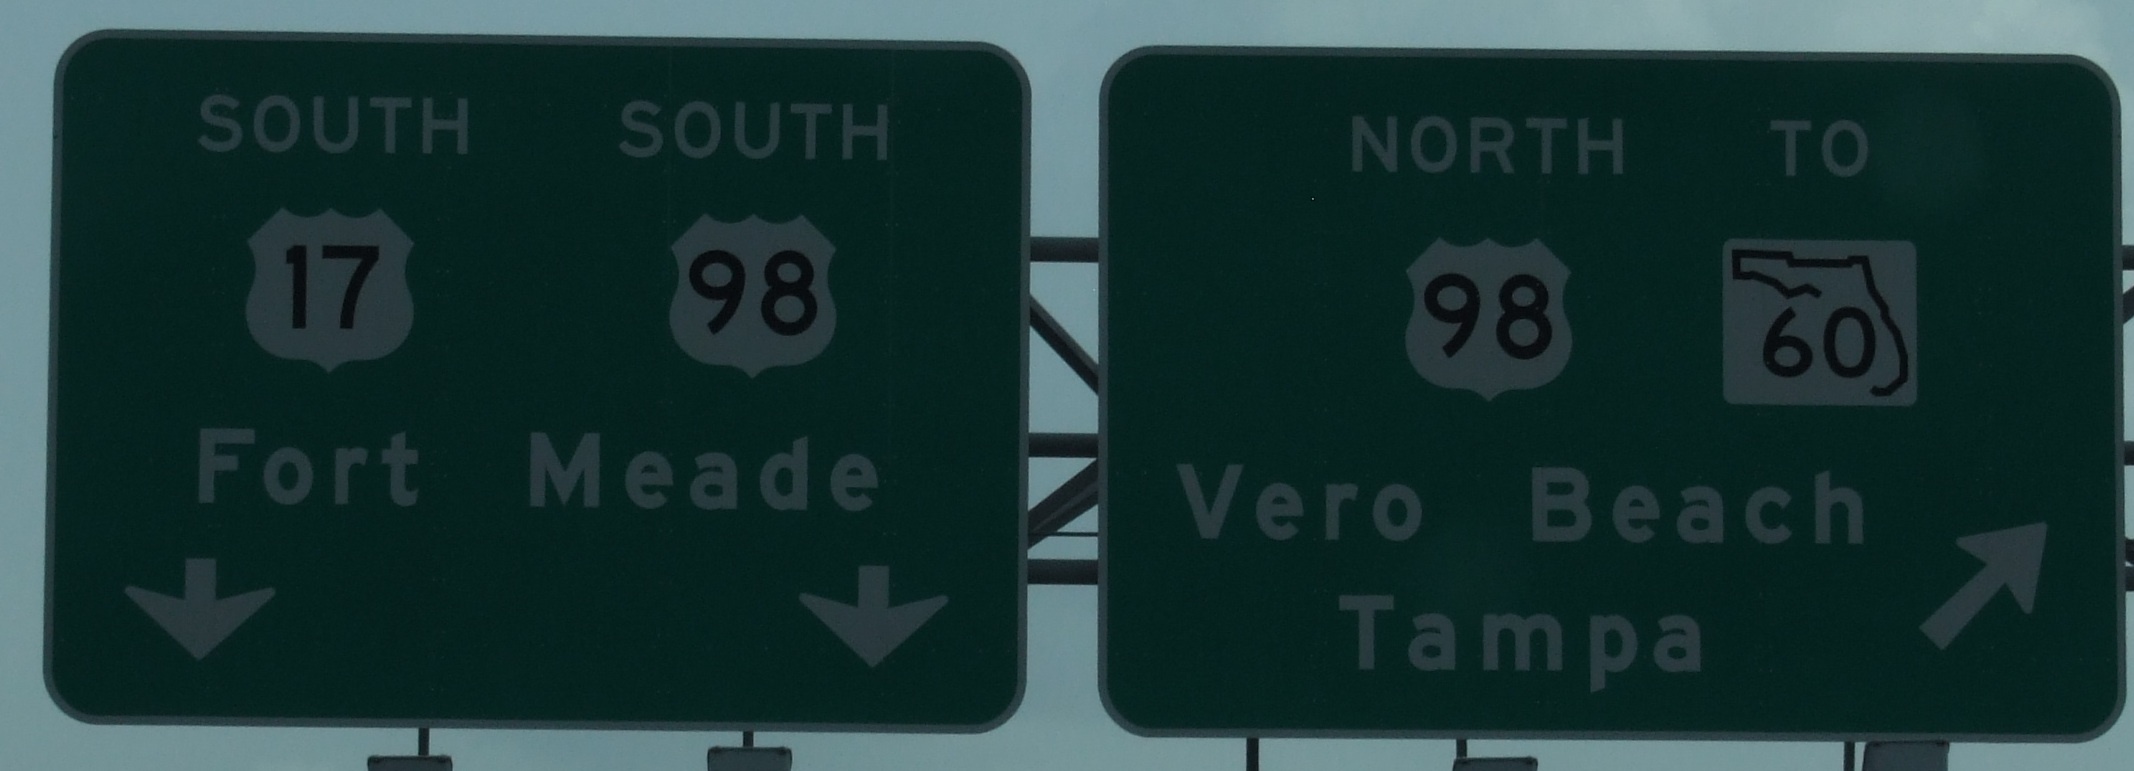 SOUTH SOUTH
17 98
Fort Meade
NORTH TO
98 60
Vero Beach
Tampa